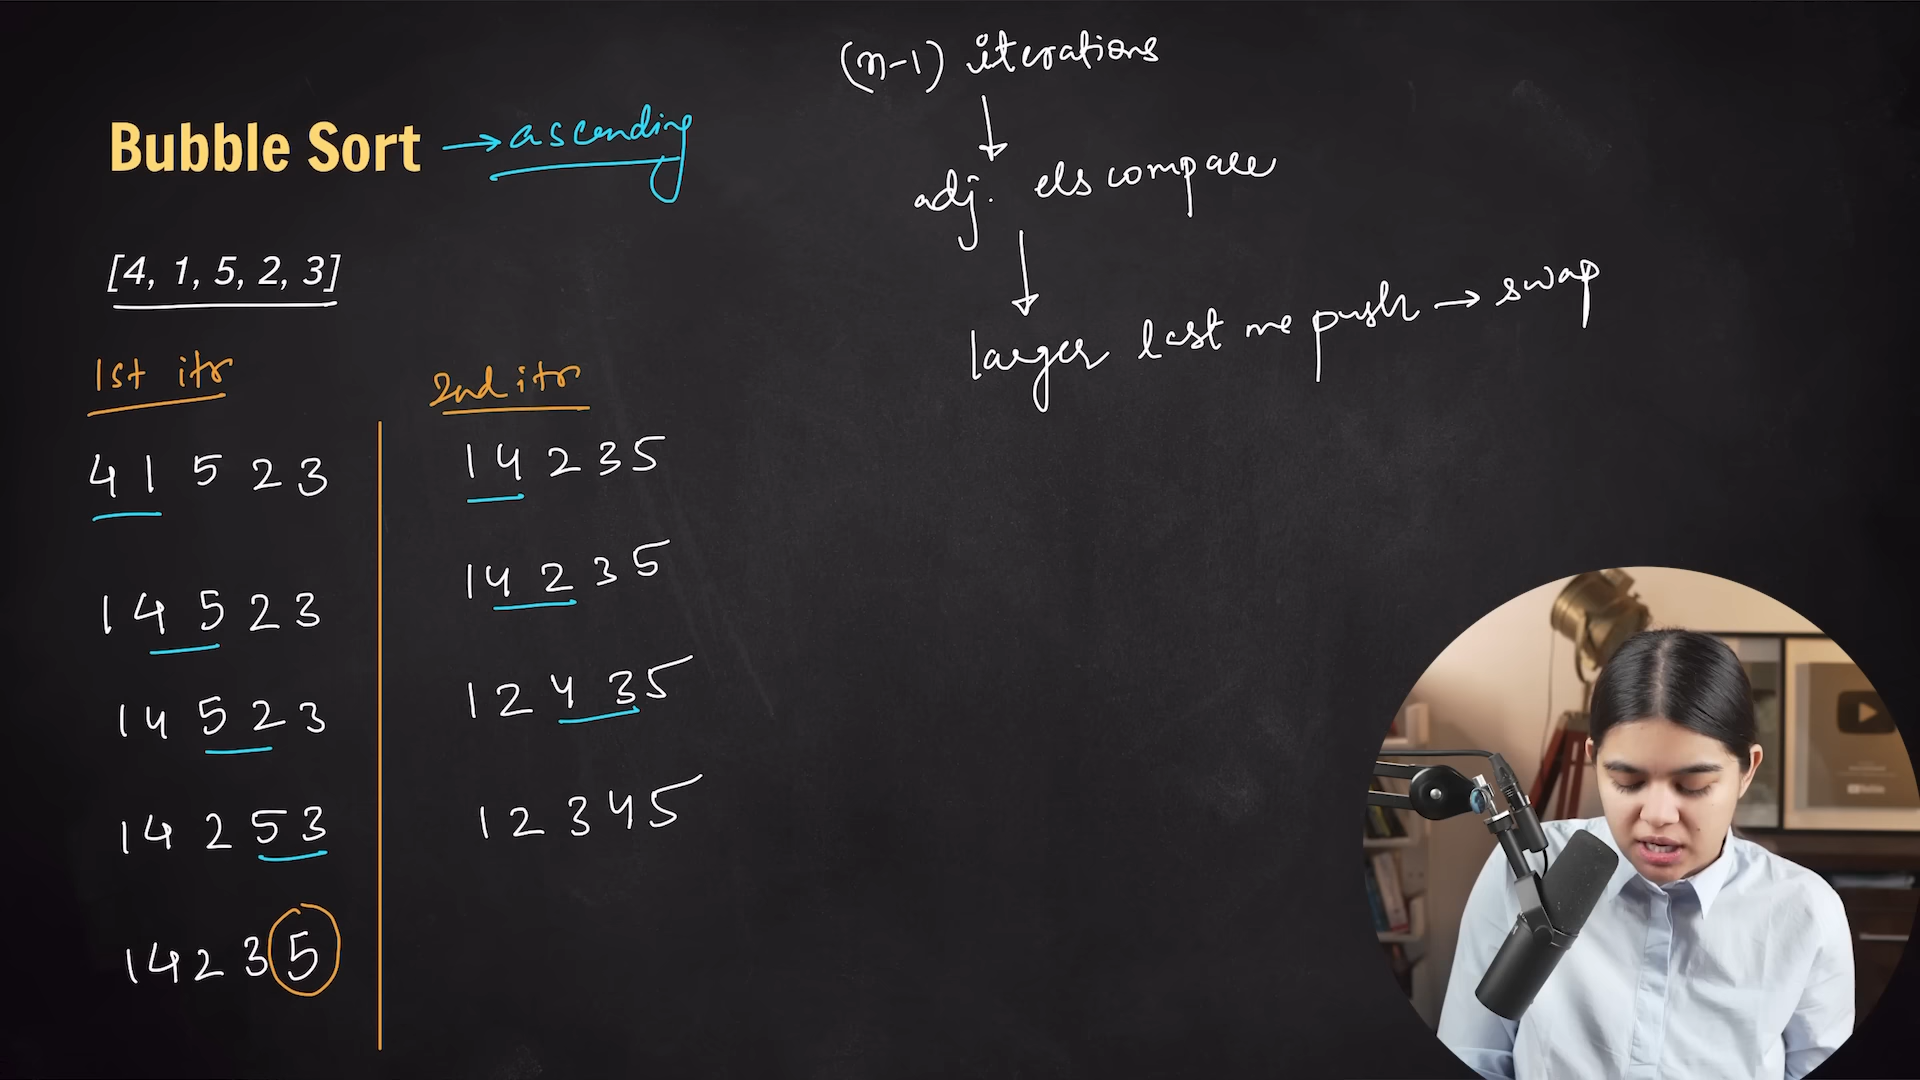 (n-1) iterations
Bubble Sort → ascending
adj. els compare
[4, 1, 5, 2, 3]
larger last me push → swap
1st itr
4 1 5 2 3
1 4 5 2 3
1 4 5 2 3
1 4 2 5 3
1 4 2 3 5
2nd itr
1 4 2 3 5
1 4 2 3 5
1 2 4 3 5
1 2 3 4 5